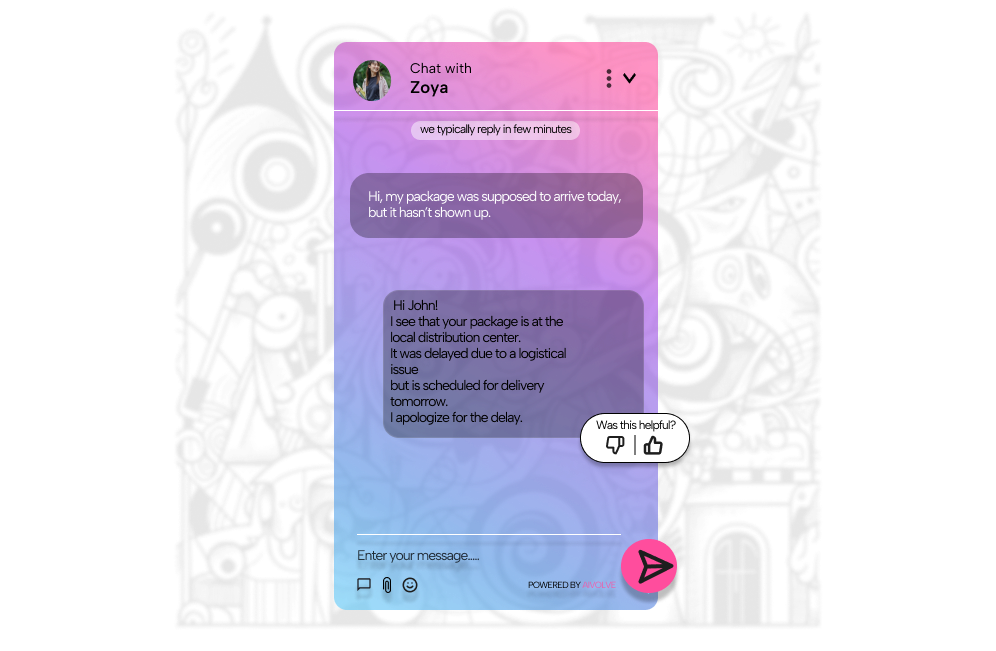 Chat with
Zoya
we typically reply in few minutes
Hi, my package was supposed to arrive today,
but it hasn't shown up.
Hi John!
I see that your package is at the
local distribution center.
It was delayed due to a logistical
issue
but is scheduled for delivery
tomorrow.
I apologize for the delay.
Was this helpful?
Enter your message.....
POWERED BY AIVOLVE